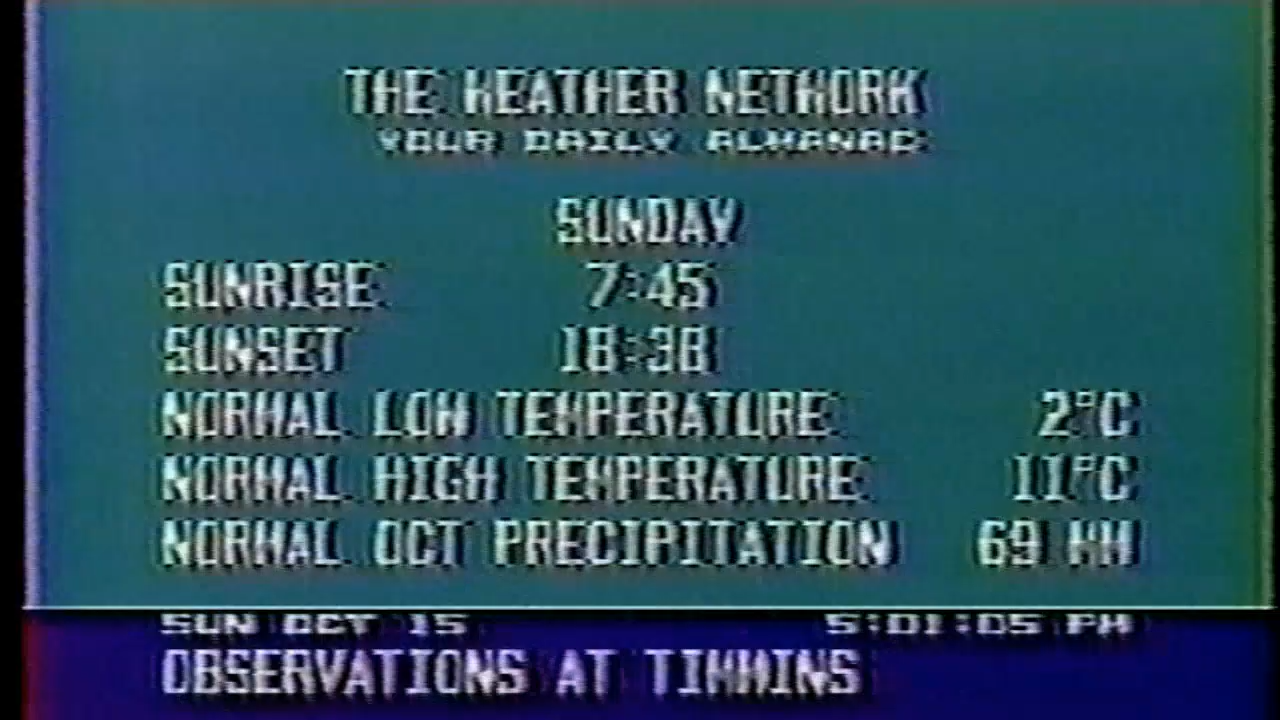 THE WEATHER NETWORK
YOUR DAILY ALMANAC
SUNDAY
SUNRISE 7:45
SUNSET 18:38
NORMAL LOW TEMPERATURE 2°C
NORMAL HIGH TEMPERATURE 11°C
NORMAL OCT PRECIPITATION 69 MM
SUN OCT 15 5:01:05 PM
OBSERVATIONS AT TIMMINS